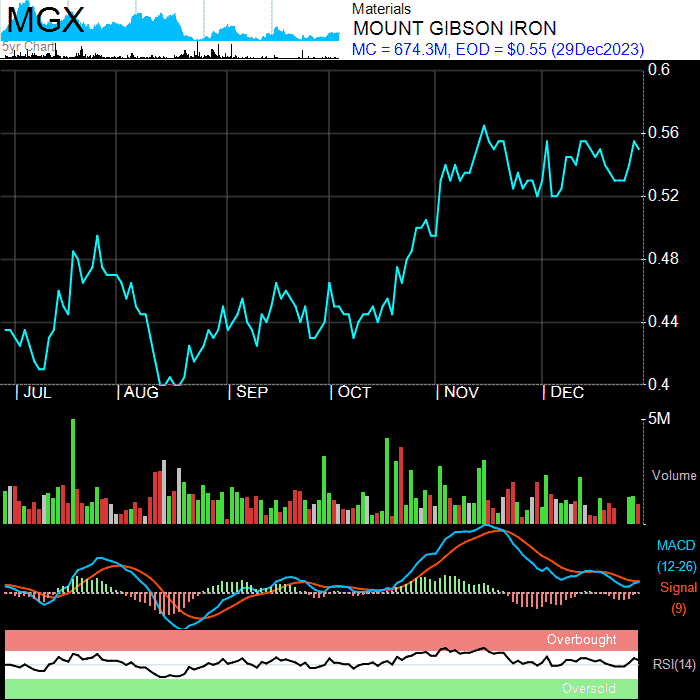 MGX
5yr Chart
Materials
MOUNT GIBSON IRON
MC = 674.3M, EOD = $0.55 (29Dec2023)
0.6
0.56
0.52
0.48
0.44
0.4
JUL AUG SEP OCT NOV DEC
5M
Volume
MACD
(12-26)
Signal
(9)
Overbought
RSI(14)
Oversold